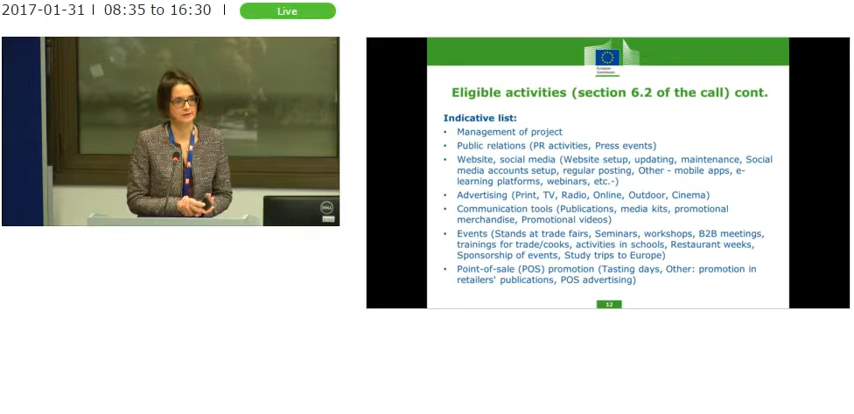 2017-01-31 | 08:35 to 16:30 |
Live
DELL
European
Commission
Eligible activities (section 6.2 of the call) cont.
Indicative list:
• Management of project
• Public relations (PR activities, Press events)
• Website, social media (Website setup, updating, maintenance, Social
media accounts setup, regular posting, Other - mobile apps, e-
learning platforms, webinars, etc.-)
• Advertising (Print, TV, Radio, Online, Outdoor, Cinema)
• Communication tools (Publications, media kits, promotional
merchandise, Promotional videos)
• Events (Stands at trade fairs, Seminars, workshops, B2B meetings,
trainings for trade/cooks, activities in schools, Restaurant weeks,
Sponsorship of events, Study trips to Europe)
• Point-of-sale (POS) promotion (Tasting days, Other: promotion in
retailers' publications, POS advertising)
12